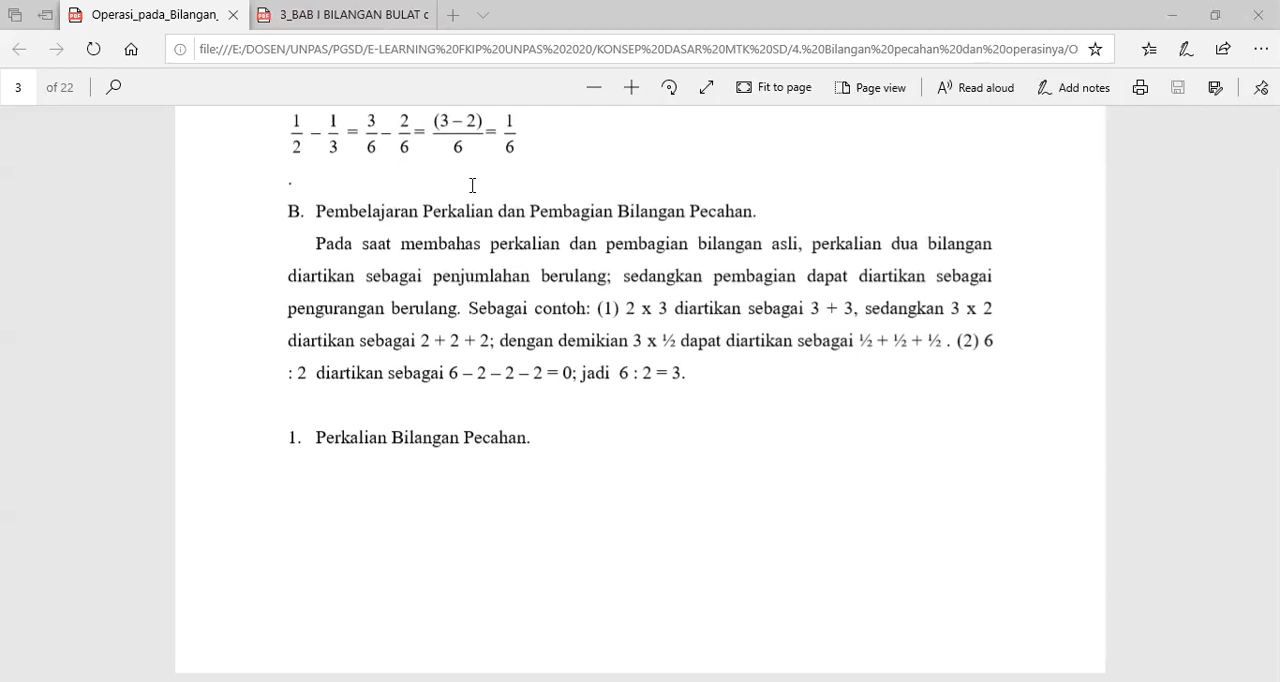 Operasi_pada_Bilangan_
3_BAB I BILANGAN BULAT c
file:///E:/DOSEN/UNPAS/PGSD/E-LEARNING%20FKIP%20UNPAS%202020/KONSEP%20DASAR%20MTK%20SD/4.%20Bilangan%20pecahan%20dan%20operasinya/O
3 of 22 Fit to page Page view Read aloud Add notes
1/2 – 1/3 = 3/6 – 2/6 = (3 – 2)/6 = 1/6
.
B. Pembelajaran Perkalian dan Pembagian Bilangan Pecahan.
Pada saat membahas perkalian dan pembagian bilangan asli, perkalian dua bilangan
diartikan sebagai penjumlahan berulang; sedangkan pembagian dapat diartikan sebagai
pengurangan berulang. Sebagai contoh: (1) 2 x 3 diartikan sebagai 3 + 3, sedangkan 3 x 2
diartikan sebagai 2 + 2 + 2; dengan demikian 3 x ½ dapat diartikan sebagai ½ + ½ + ½ . (2) 6
: 2 diartikan sebagai 6 – 2 – 2 – 2 = 0; jadi 6 : 2 = 3.
1. Perkalian Bilangan Pecahan.